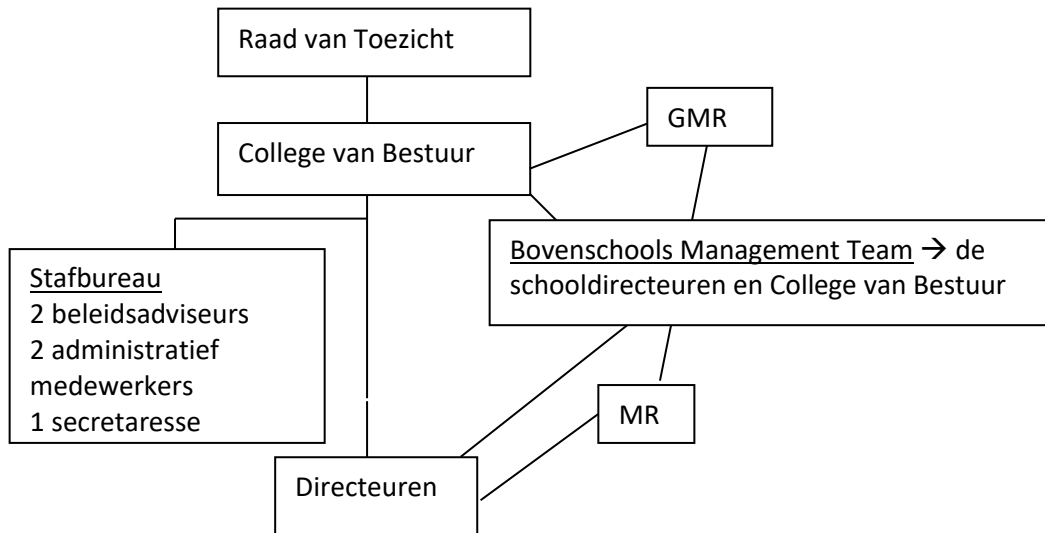 Raad van Toezicht
GMR
College van Bestuur
Bovenschools Management Team → de
schooldirecteuren en College van Bestuur
Stafbureau
2 beleidsadviseurs
2 administratief
medewerkers
1 secretaresse
MR
Directeuren